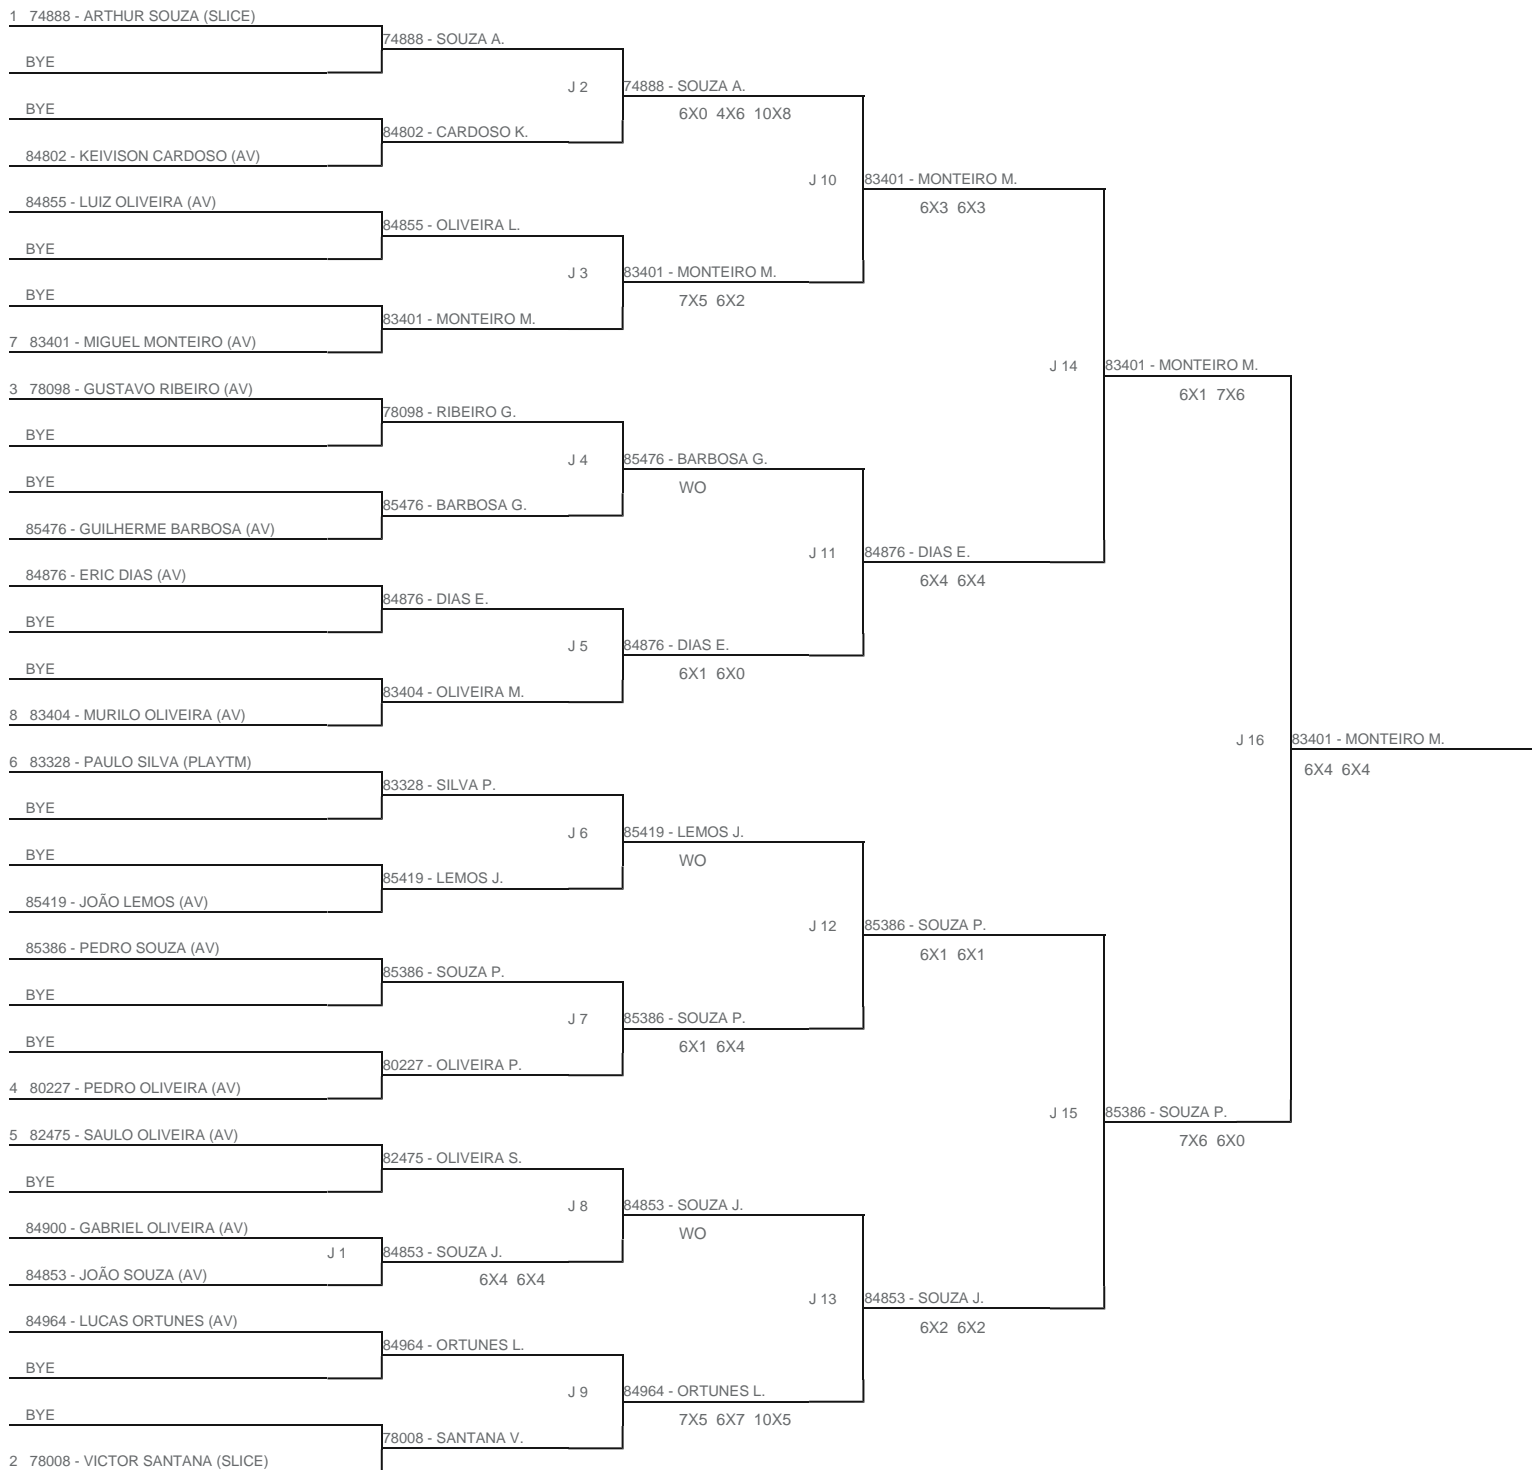 1 74888 - ARTHUR SOUZA (SLICE)
74888 - SOUZA A.
BYE
J 2
74888 - SOUZA A.
6X0 4X6 10X8
BYE
84802 - CARDOSO K.
84802 - KEIVISON CARDOSO (AV)
J 10
83401 - MONTEIRO M.
6X3 6X3
84855 - LUIZ OLIVEIRA (AV)
84855 - OLIVEIRA L.
BYE
J 3
83401 - MONTEIRO M.
7X5 6X2
BYE
83401 - MONTEIRO M.
7 83401 - MIGUEL MONTEIRO (AV)
J 14
83401 - MONTEIRO M.
6X1 7X6
3 78098 - GUSTAVO RIBEIRO (AV)
78098 - RIBEIRO G.
BYE
J 4
85476 - BARBOSA G.
WO
BYE
85476 - BARBOSA G.
85476 - GUILHERME BARBOSA (AV)
J 11
84876 - DIAS E.
6X4 6X4
84876 - ERIC DIAS (AV)
84876 - DIAS E.
BYE
J 5
84876 - DIAS E.
6X1 6X0
BYE
83404 - OLIVEIRA M.
8 83404 - MURILO OLIVEIRA (AV)
J 16
83401 - MONTEIRO M.
6X4 6X4
6 83328 - PAULO SILVA (PLAYTM)
83328 - SILVA P.
BYE
J 6
85419 - LEMOS J.
WO
BYE
85419 - LEMOS J.
85419 - JOÃO LEMOS (AV)
J 12
85386 - SOUZA P.
6X1 6X1
85386 - PEDRO SOUZA (AV)
85386 - SOUZA P.
BYE
J 7
85386 - SOUZA P.
6X1 6X4
BYE
80227 - OLIVEIRA P.
4 80227 - PEDRO OLIVEIRA (AV)
J 15
85386 - SOUZA P.
7X6 6X0
5 82475 - SAULO OLIVEIRA (AV)
82475 - OLIVEIRA S.
BYE
J 8
84853 - SOUZA J.
WO
84900 - GABRIEL OLIVEIRA (AV)
J 1
84853 - SOUZA J.
6X4 6X4
84853 - JOÃO SOUZA (AV)
J 13
84853 - SOUZA J.
6X2 6X2
84964 - LUCAS ORTUNES (AV)
84964 - ORTUNES L.
BYE
J 9
84964 - ORTUNES L.
7X5 6X7 10X5
BYE
78008 - SANTANA V.
2 78008 - VICTOR SANTANA (SLICE)